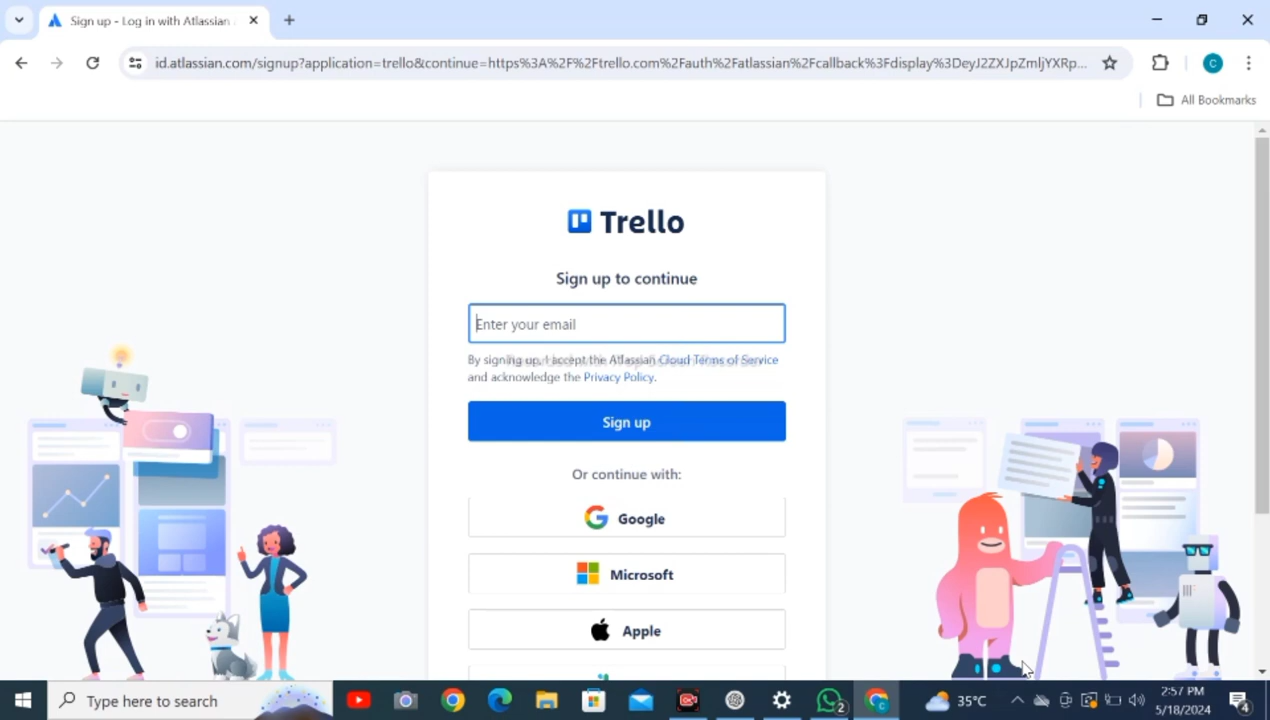 Sign up - Log in with Atlassian
id.atlassian.com/signup?application=trello&continue=https%3A%2F%2Ftrello.com%2Fauth%2Fatlassian%2Fcallback%3Fdisplay%3DeyJ2ZXJpZmljYXRp...
C
All Bookmarks
Trello
Sign up to continue
Enter your email
By signing up, I accept the Atlassian Cloud Terms of Service
and acknowledge the Privacy Policy.
Sign up
Or continue with:
Google
Microsoft
Apple
Type here to search
2
C
35°C
2:57 PM
5/18/2024
4